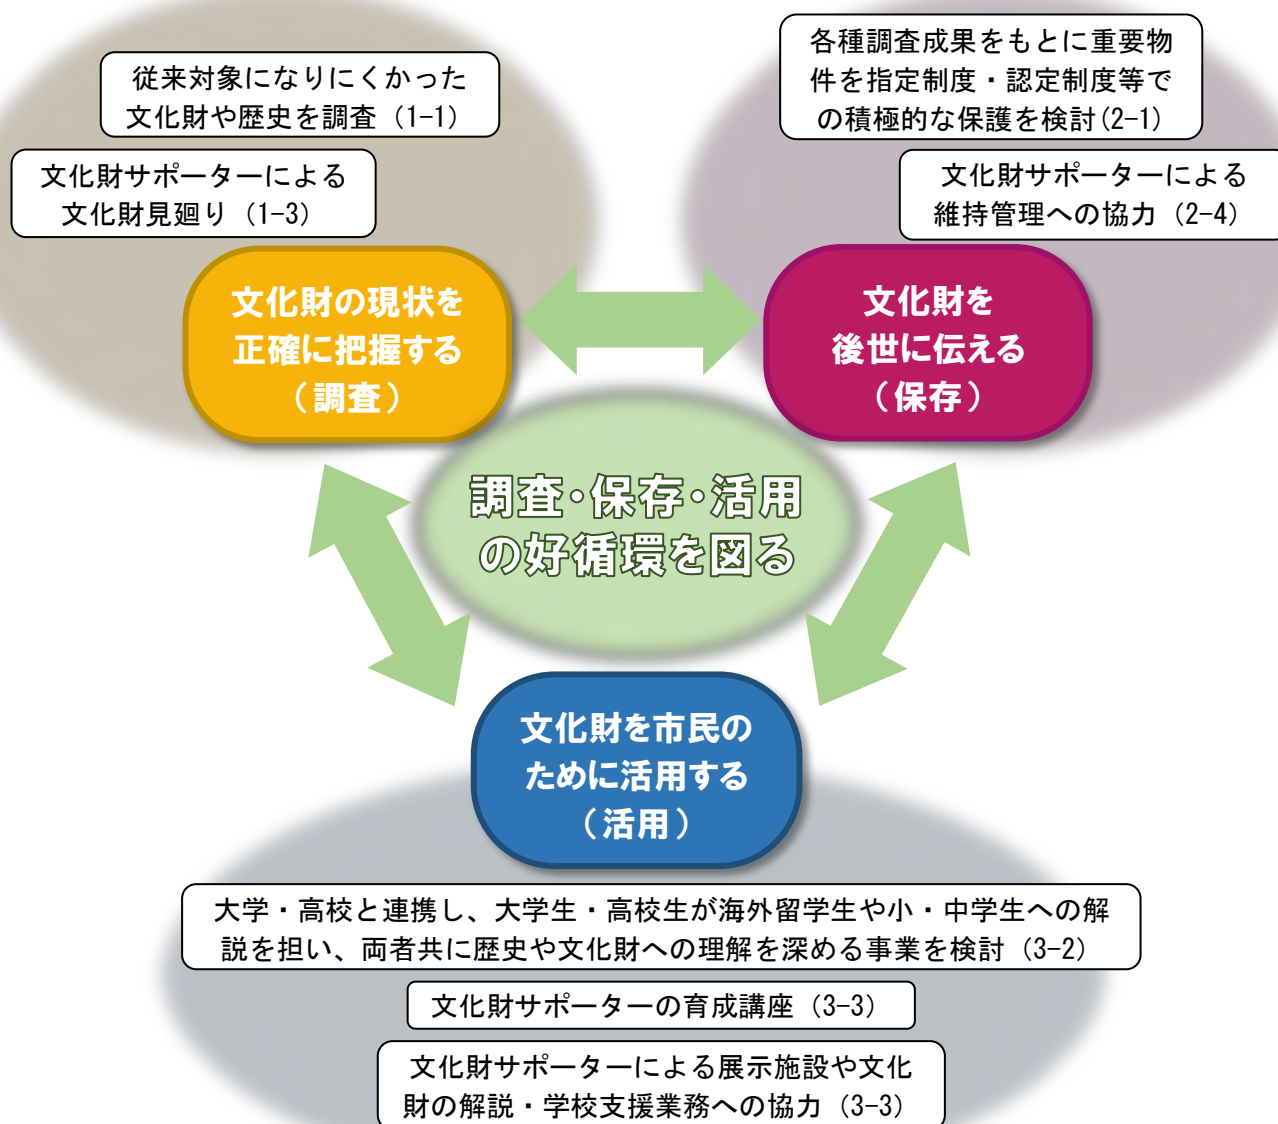 従来対象になりにくかった
文化財や歴史を調査（1-1）
文化財サポーターによる
文化財見廻り（1-3）
各種調査成果をもとに重要物
件を指定制度・認定制度等で
の積極的な保護を検討(2-1)
文化財サポーターによる
維持管理への協力（2-4）
文化財の現状を
正確に把握する
（調査）
文化財を
後世に伝える
（保存）
調査・保存・活用
の好循環を図る
文化財を市民の
ために活用する
（活用）
大学・高校と連携し、大学生・高校生が海外留学生や小・中学生への解
説を担い、両者共に歴史や文化財への理解を深める事業を検討（3-2）
文化財サポーターの育成講座（3-3）
文化財サポーターによる展示施設や文化
財の解説・学校支援業務への協力（3-3）